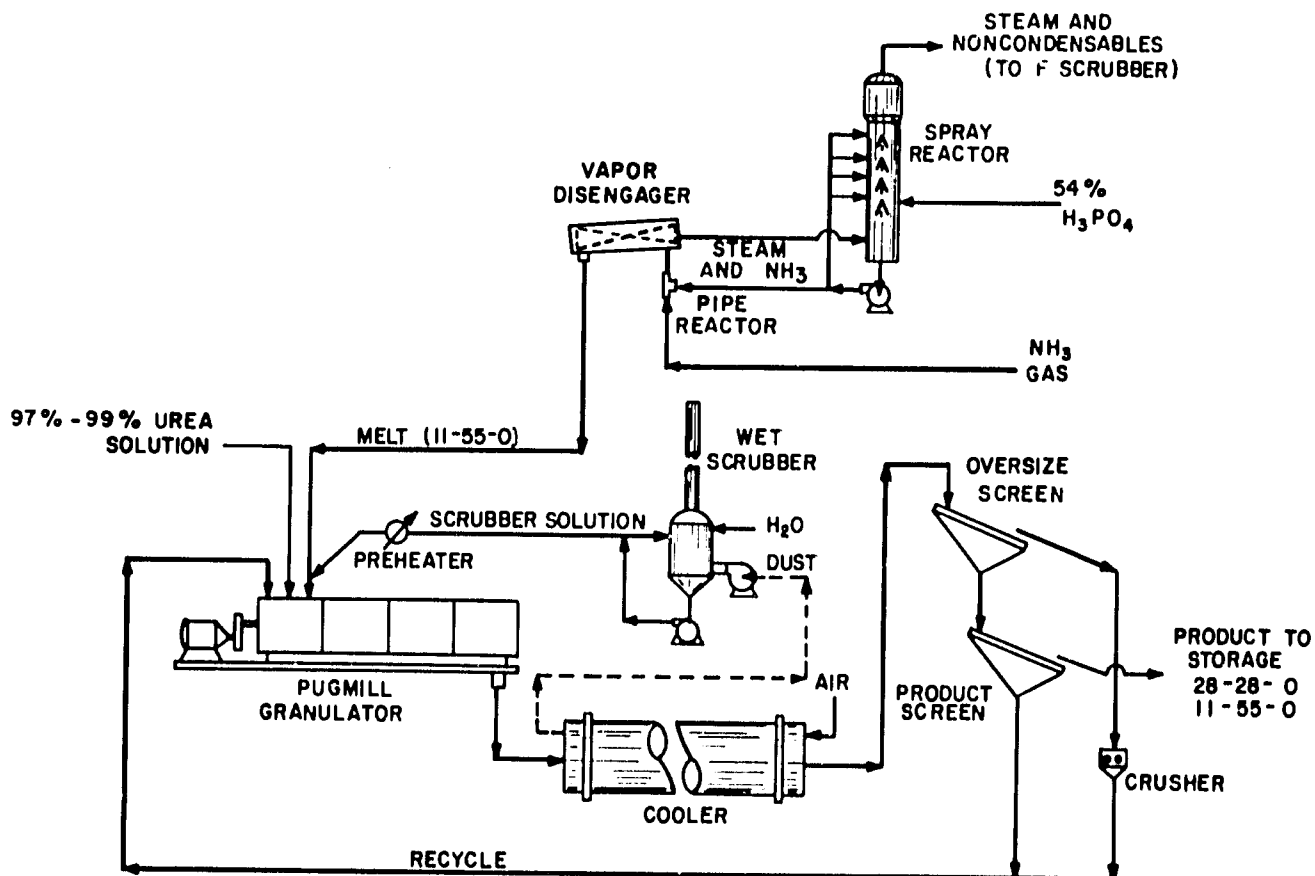 STEAM AND
NONCONDENSABLES
(TO F SCRUBBER)
SPRAY
REACTOR
VAPOR
DISENGAGER
54%
H₃PO₄
STEAM
AND NH₃
PIPE
REACTOR
NH₃
GAS
97%-99% UREA
SOLUTION
MELT (11-55-0)
WET
SCRUBBER
OVERSIZE
SCREEN
SCRUBBER SOLUTION
H₂O
PREHEATER
DUST
PRODUCT TO
STORAGE
28-28-0
11-55-0
AIR
PRODUCT
SCREEN
PUGMILL
GRANULATOR
CRUSHER
COOLER
RECYCLE